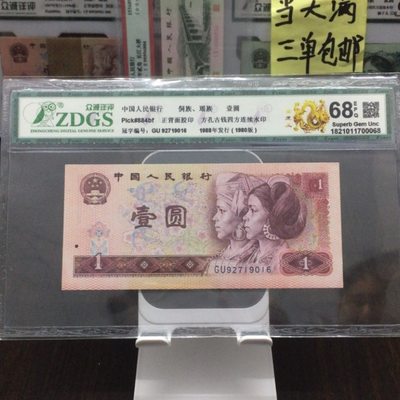 当天满
三单包邮
众诚评级
ZDGS
ZHONGCHENG DIGITAL GENOME SERVICE
中国人民银行 侗族、瑶族 壹圆
Pick#884bf 正背面胶印 方孔古钱四方连续水印
冠字编号: GU 92719016 1988年发行 (1980版)
68 EPQ
Superb Gem Unc
1821011700068
中国人民银行
1
壹圆
1
GU92719016
1